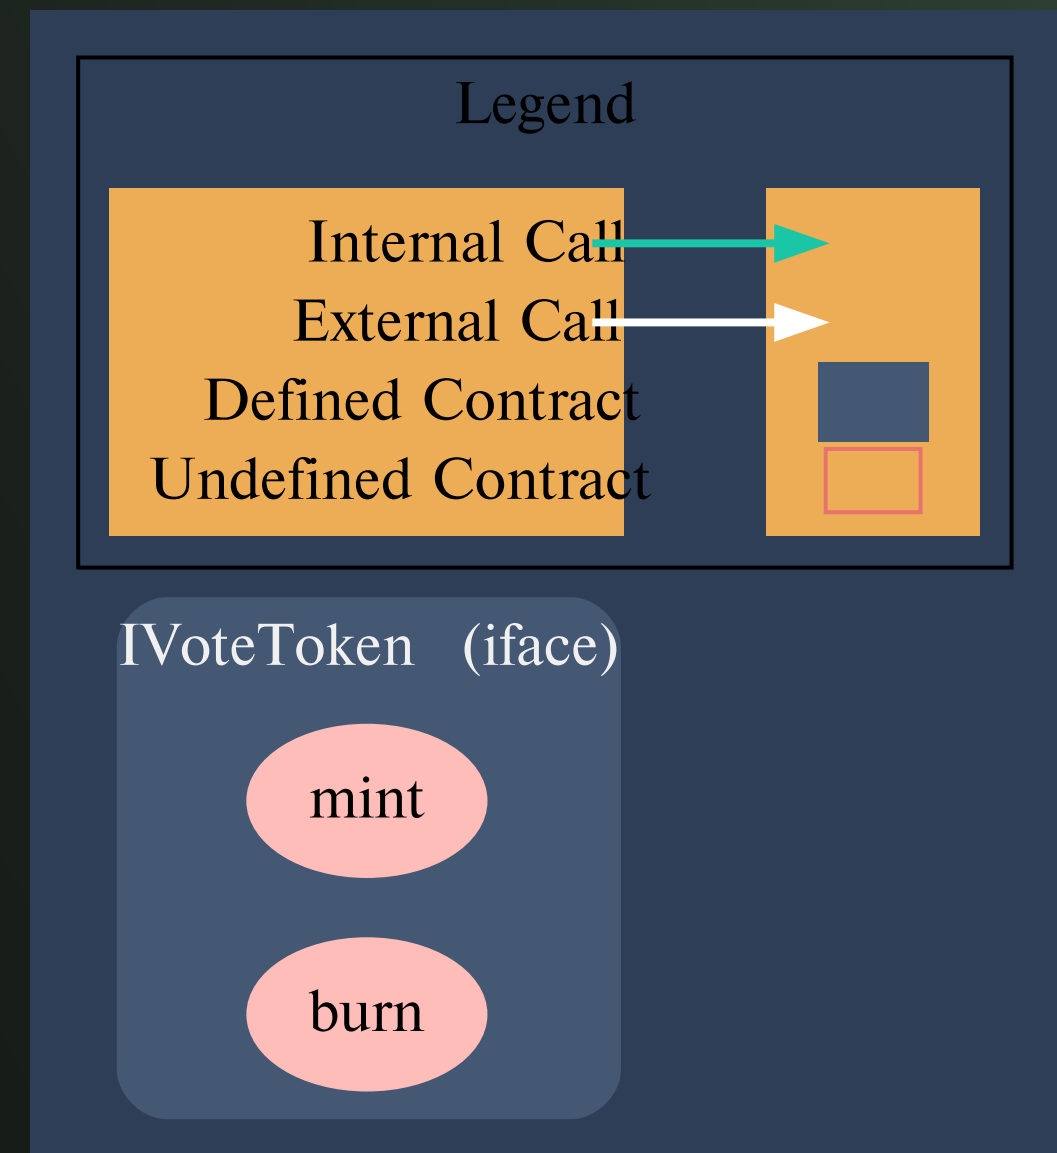 Legend
Internal Call
External Call
Defined Contract
Undefined Contract
IVoteToken (iface)
mint
burn